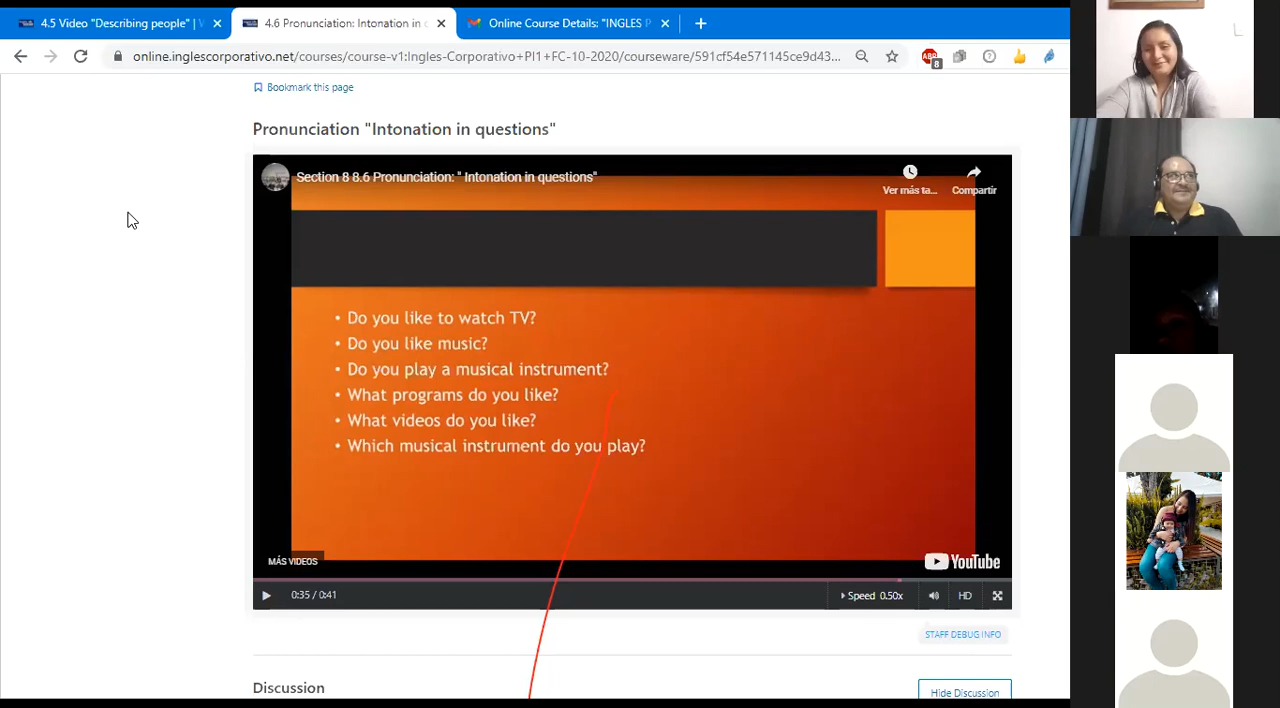 4.5 Video "Describing people" | V
4.6 Pronunciation: Intonation in c
Online Course Details: "INGLES P
online.inglescorporativo.net/courses/course-v1:Ingles-Corporativo+PI1+FC-10-2020/courseware/591cf54e571145ce9d43...
ABP
8
Bookmark this page
Pronunciation "Intonation in questions"
Section 8 8.6 Pronunciation: " Intonation in questions"
Ver más ta...
Compartir
• Do you like to watch TV?
• Do you like music?
• Do you play a musical instrument?
• What programs do you like?
• What videos do you like?
• Which musical instrument do you play?
MÁS VIDEOS
YouTube
0:35 / 0:41
Speed 0.50x
HD
STAFF DEBUG INFO
Discussion
Hide Discussion